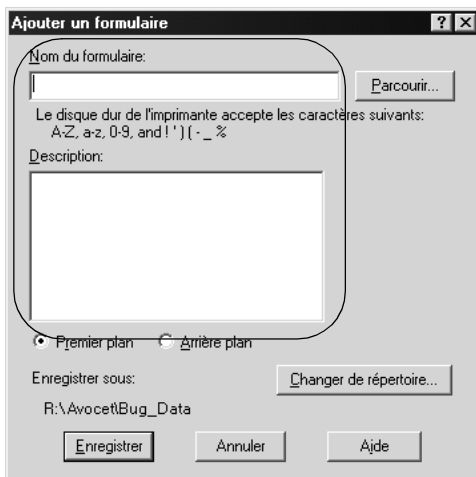 Ajouter un formulaire
Nom du formulaire:
Parcourir...
Le disque dur de l'imprimante accepte les caractères suivants:
A-Z, a-z, 0-9, and ! ' ) ( - _ %
Description:
Premier plan Arrière plan
Enregistrer sous: Changer de répertoire...
R:\Avocet\Bug_Data
Enregistrer Annuler Aide